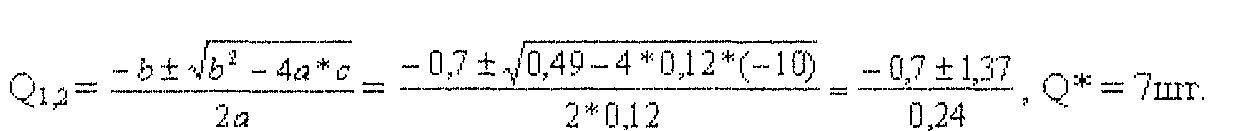 Q₁,₂ = (-b ± √(b² - 4a*c)) / 2a = (-0,7 ± √(0,49 - 4*0,12*(-10))) / (2*0,12) = (-0,7 ± 1,37) / 0,24 , Q* = 7шт.